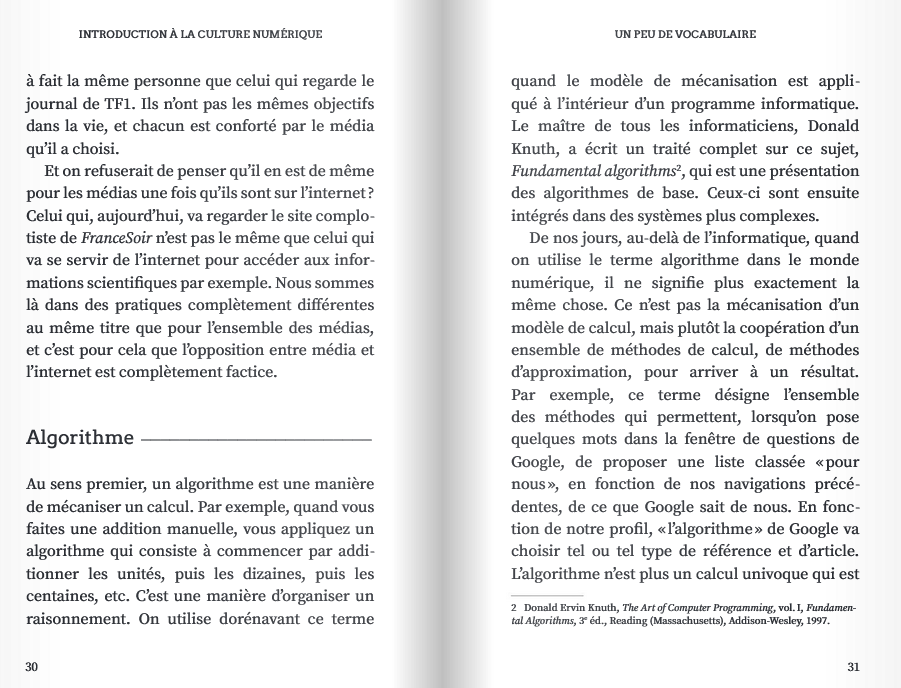 INTRODUCTION À LA CULTURE NUMÉRIQUE
à fait la même personne que celui qui regarde le
journal de TF1. Ils n’ont pas les mêmes objectifs
dans la vie, et chacun est conforté par le média
qu’il a choisi.
Et on refuserait de penser qu’il en est de même
pour les médias une fois qu’ils sont sur l’internet ?
Celui qui, aujourd’hui, va regarder le site complo-
tiste de FranceSoir n’est pas le même que celui qui
va se servir de l’internet pour accéder aux infor-
mations scientifiques par exemple. Nous sommes
là dans des pratiques complètement différentes
au même titre que pour l’ensemble des médias,
et c’est pour cela que l’opposition entre média et
l’internet est complètement factice.
Algorithme
Au sens premier, un algorithme est une manière
de mécaniser un calcul. Par exemple, quand vous
faites une addition manuelle, vous appliquez un
algorithme qui consiste à commencer par addi-
tionner les unités, puis les dizaines, puis les
centaines, etc. C’est une manière d’organiser un
raisonnement. On utilise dorénavant ce terme
30
UN PEU DE VOCABULAIRE
quand le modèle de mécanisation est appli-
qué à l’intérieur d’un programme informatique.
Le maître de tous les informaticiens, Donald
Knuth, a écrit un traité complet sur ce sujet,
Fundamental algorithms², qui est une présentation
des algorithmes de base. Ceux-ci sont ensuite
intégrés dans des systèmes plus complexes.
De nos jours, au-delà de l’informatique, quand
on utilise le terme algorithme dans le monde
numérique, il ne signifie plus exactement la
même chose. Ce n’est pas la mécanisation d’un
modèle de calcul, mais plutôt la coopération d’un
ensemble de méthodes de calcul, de méthodes
d’approximation, pour arriver à un résultat.
Par exemple, ce terme désigne l’ensemble
des méthodes qui permettent, lorsqu’on pose
quelques mots dans la fenêtre de questions de
Google, de proposer une liste classée « pour
nous », en fonction de nos navigations précé-
dentes, de ce que Google sait de nous. En fonc-
tion de notre profil, « l’algorithme » de Google va
choisir tel ou tel type de référence et d’article.
L’algorithme n’est plus un calcul univoque qui est
2 Donald Ervin Knuth, The Art of Computer Programming, vol. I, Fundamen-
tal Algorithms, 3e éd., Reading (Massachusetts), Addison-Wesley, 1997.
31